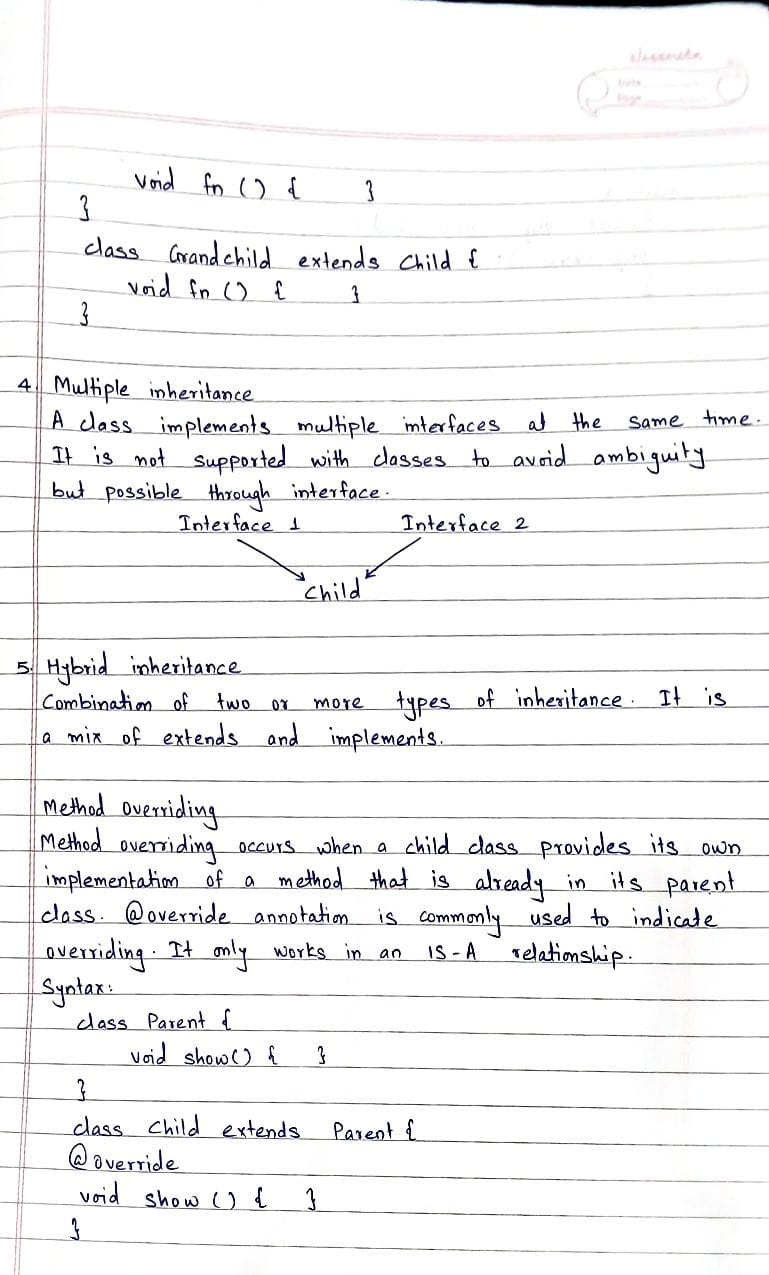 classmate
Date
Page
void fn () { }
}
class Grandchild extends Child {
void fn () { }
}
4. Multiple inheritance
A class implements multiple interfaces at the same time.
It is not supported with classes to avoid ambiguity
but possible through interface.
Interface 1 Interface 2
Child
5. Hybrid inheritance
Combination of two or more types of inheritance. It is
a mix of extends and implements.
Method overriding
Method overriding occurs when a child class provides its own
implementation of a method that is already in its parent
class. @override annotation is commonly used to indicate
overriding. It only works in an IS-A relationship.
Syntax:
class Parent {
void show() { }
}
class Child extends Parent {
@override
void show () { }
}